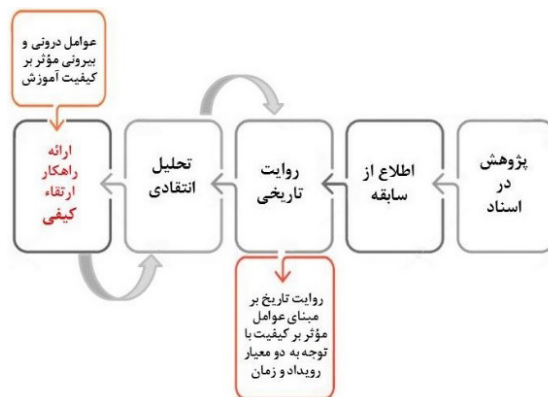 عوامل درونی و
بیرونی مؤثر بر
کیفیت آموزش
پژوهش
در
اسناد
اطلاع از
سابقه
روایت
تاریخی
تحلیل
انتقادی
ارائه
راهکار
ارتقاء
کیفی
روایت تاریخ بر
مبنای عوامل
مؤثر بر کیفیت با
توجه به دو معیار
رویداد و زمان